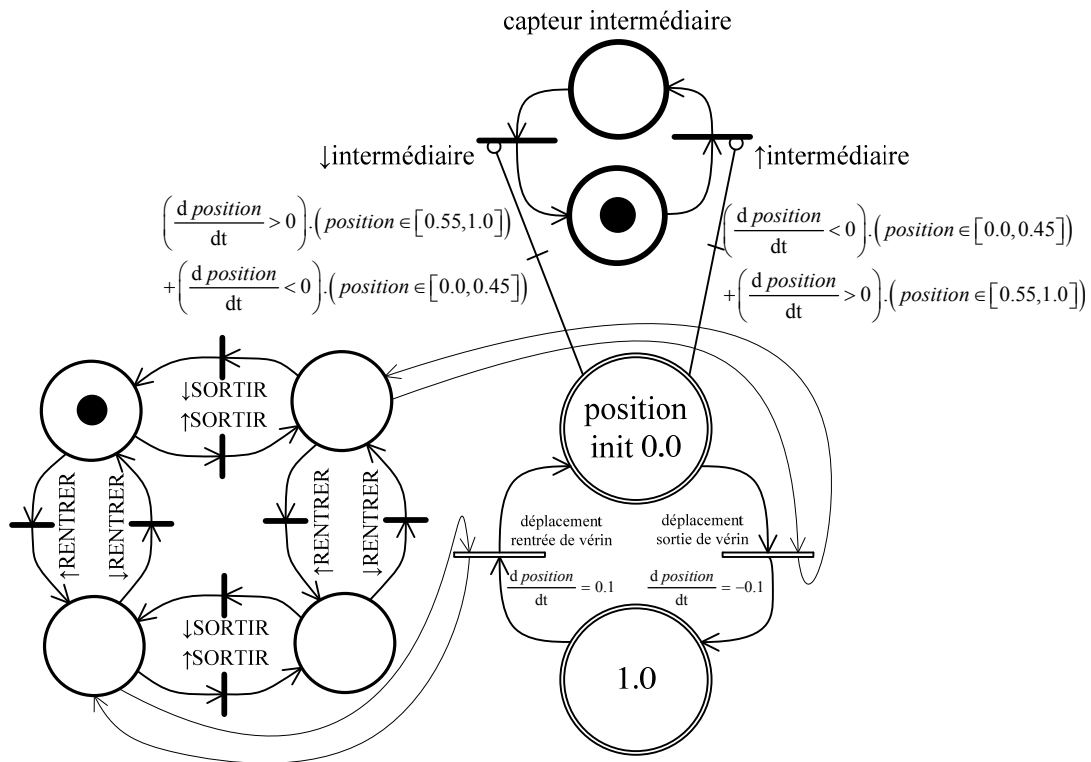 capteur intermédiaire
↓intermédiaire
↑intermédiaire
(d position/dt > 0).(position ∈ [0.55,1.0])
+(d position/dt < 0).(position ∈ [0.0,0.45])
(d position/dt < 0).(position ∈ [0.0,0.45])
+(d position/dt > 0).(position ∈ [0.55,1.0])
↓SORTIR
↑SORTIR
↑RENTRER
↓RENTRER
↑RENTRER
↓RENTRER
↓SORTIR
↑SORTIR
position
init 0.0
déplacement
rentrée de vérin
déplacement
sortie de vérin
d position/dt = 0.1
d position/dt = −0.1
1.0